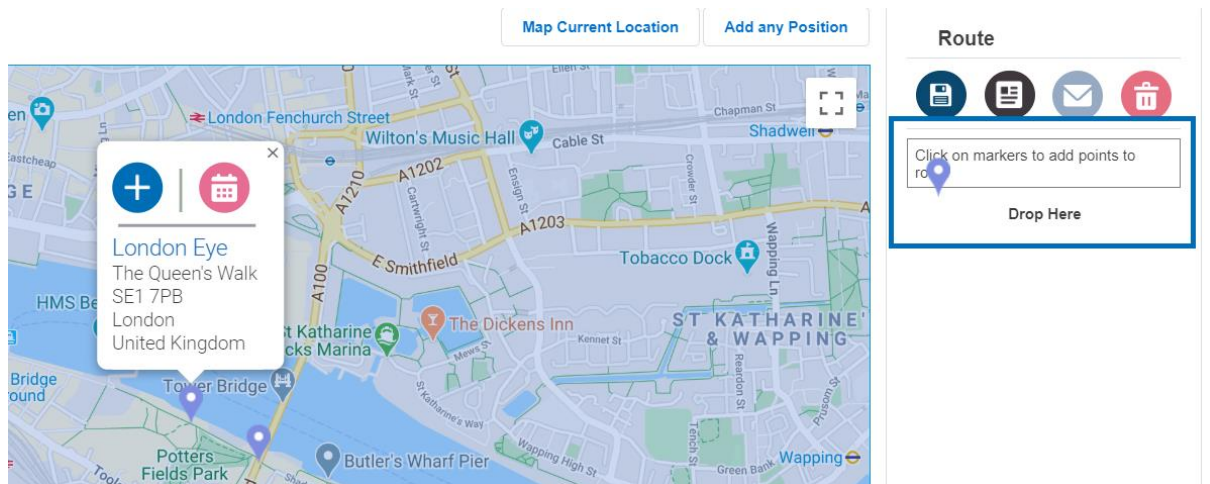 Map Current Location
Add any Position
Route
Ellen St
London Fenchurch Street
Wilton's Music Hall
Cable St
Chapman St
Shadwell
Eastcheap
A1202
A1210
Cartwright St
Ensign St
Crowder St
A1203
Click on markers to add points to
Drop Here
London Eye
The Queen's Walk
SE1 7PB
London
United Kingdom
E Smithfield
A100
Tobacco Dock
Wapping Ln
HMS
The Dickens Inn
Kennet St
ST KATHARINE'
& WAPPING
St Katharine
Docks Marina
Mews St
Reardon St
Prusom St
Bridge
Tower Bridge
St Katharine's Way
Tench St
Potters
Fields Park
Butler's Wharf Pier
Wapping High St
Green Bank
Wapping